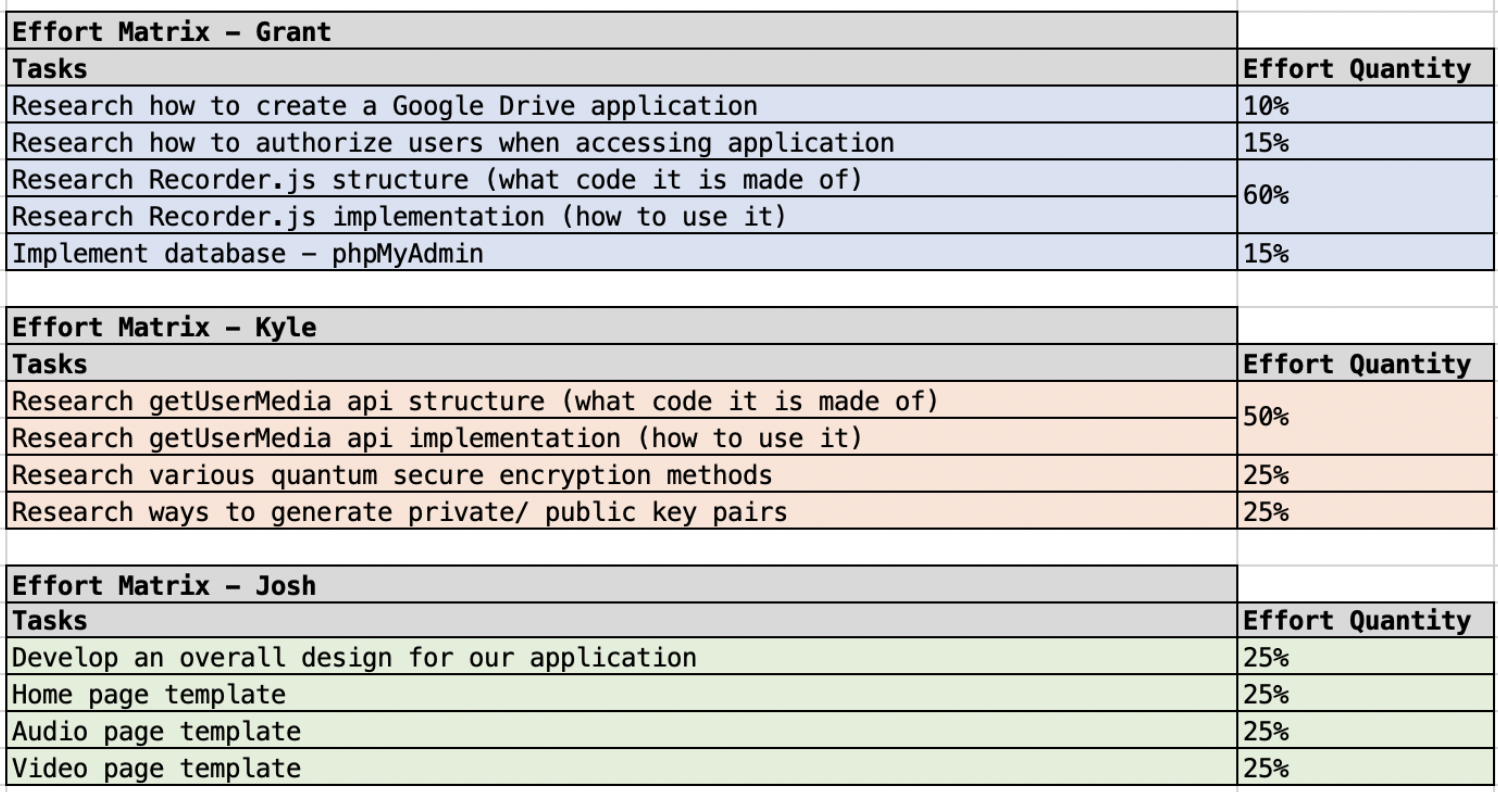 Effort Matrix – Grant
Tasks Effort Quantity
Research how to create a Google Drive application 10%
Research how to authorize users when accessing application 15%
Research Recorder.js structure (what code it is made of)
60%
Research Recorder.js implementation (how to use it)
Implement database – phpMyAdmin 15%
Effort Matrix – Kyle
Tasks Effort Quantity
Research getUserMedia api structure (what code it is made of)
50%
Research getUserMedia api implementation (how to use it)
Research various quantum secure encryption methods 25%
Research ways to generate private/ public key pairs 25%
Effort Matrix – Josh
Tasks Effort Quantity
Develop an overall design for our application 25%
Home page template 25%
Audio page template 25%
Video page template 25%